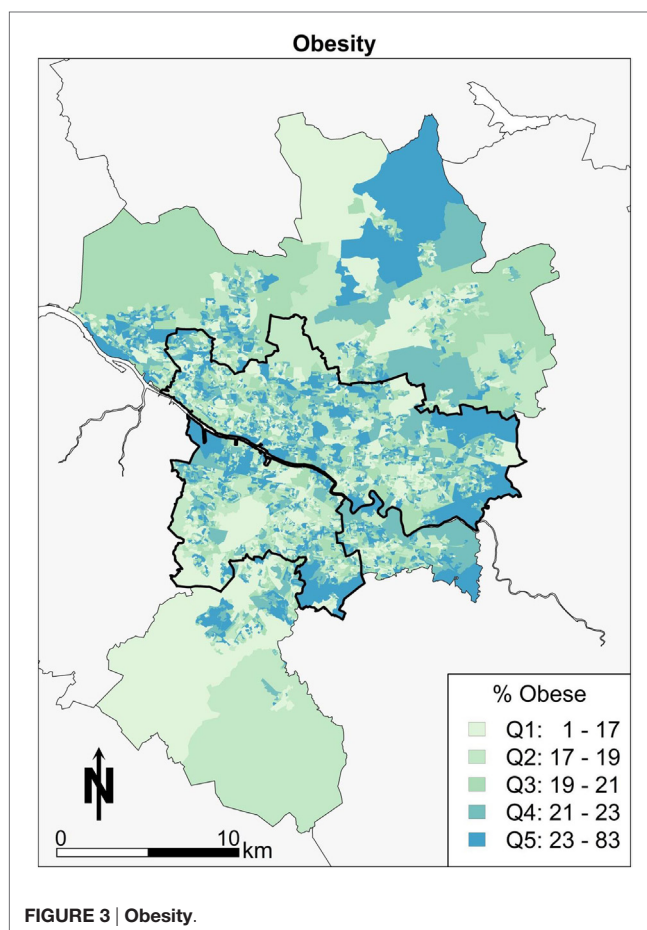 Obesity
% Obese
Q1: 1 - 17
Q2: 17 - 19
Q3: 19 - 21
Q4: 21 - 23
Q5: 23 - 83
N
0 10
km
FIGURE 3 | Obesity.